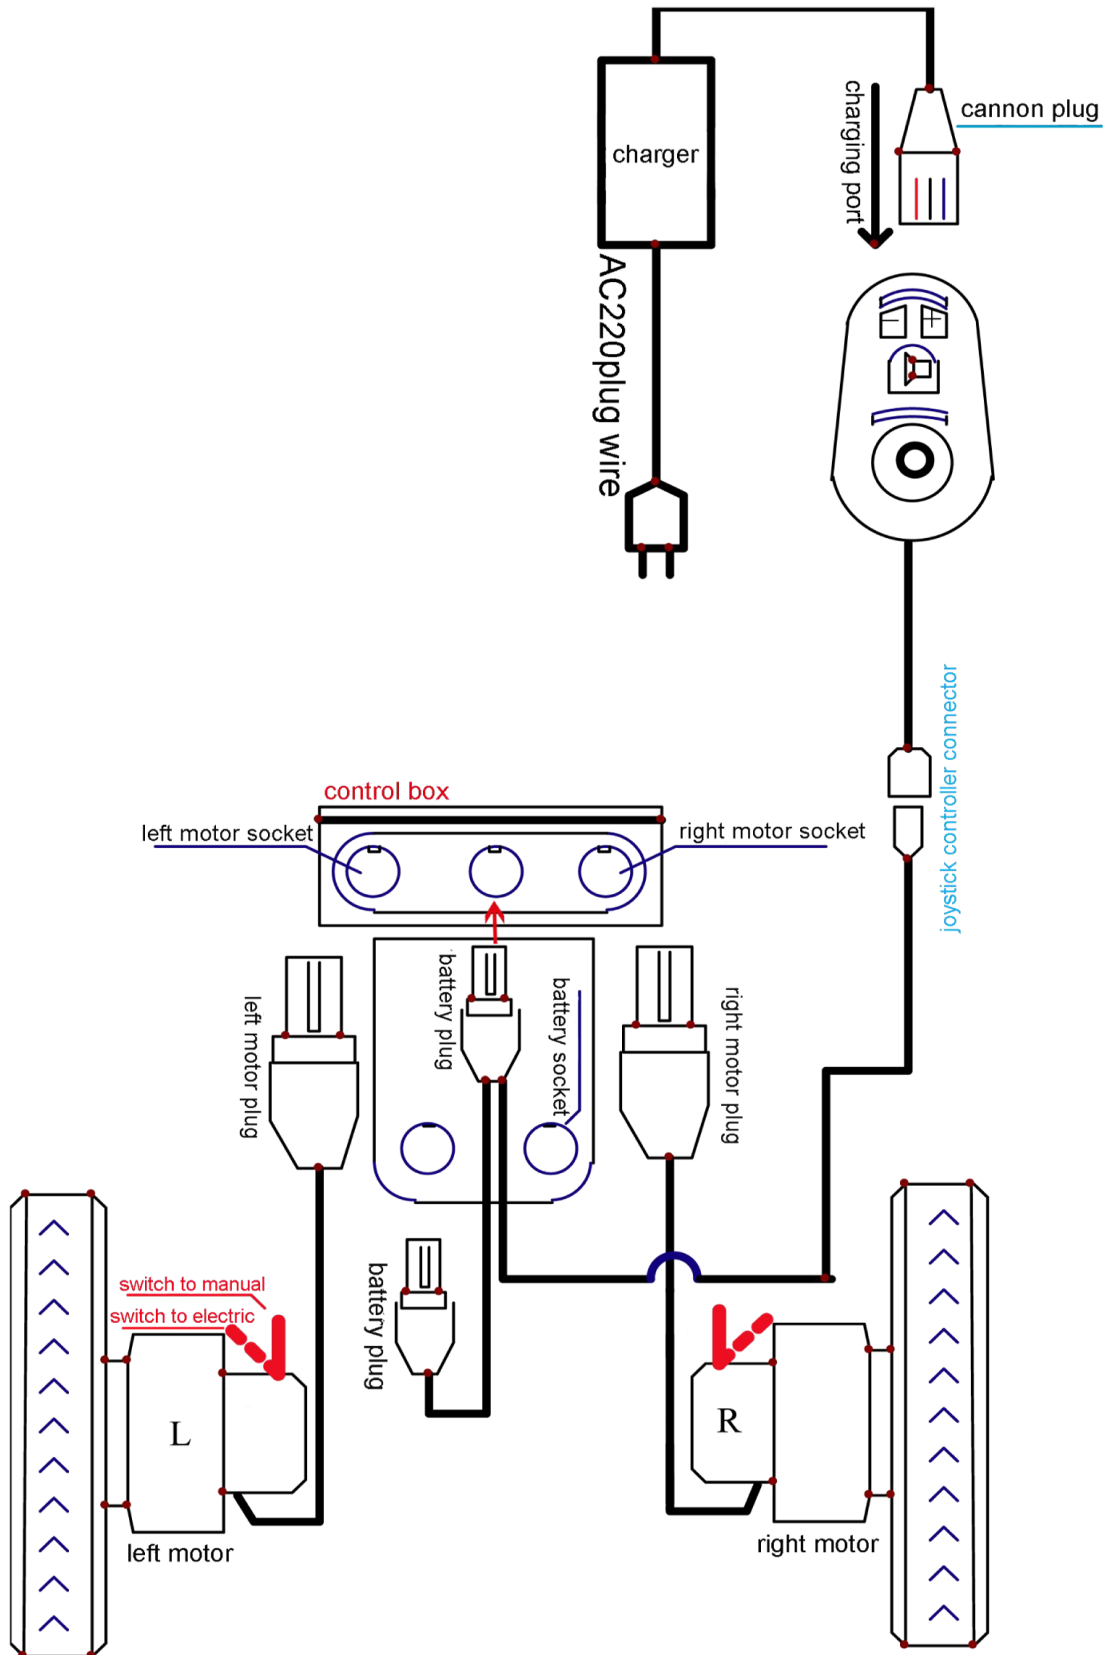 cannon plug
charging port
charger
AC220plug wire
joystick controller connector
control box
left motor socket
right motor socket
battery plug
battery socket
left motor plug
right motor plug
battery plug
switch to manual
switch to electric
L
R
left motor
right motor